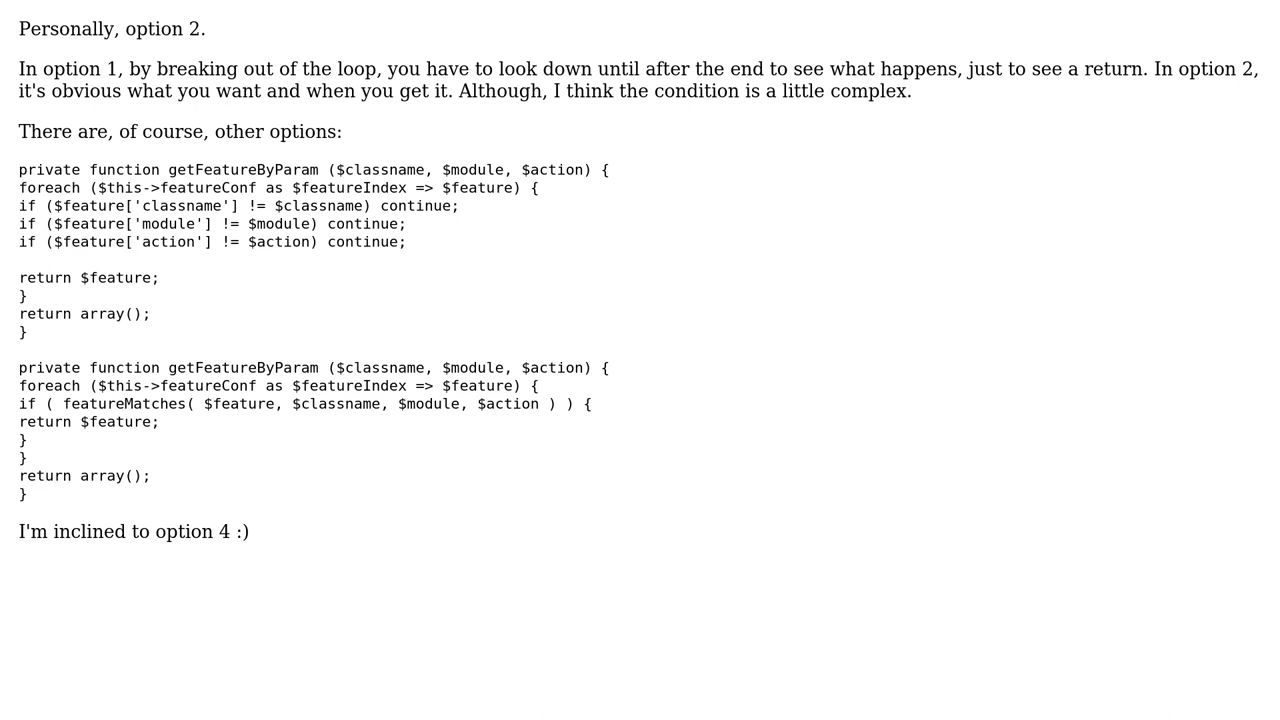 Personally, option 2.
In option 1, by breaking out of the loop, you have to look down until after the end to see what happens, just to see a return. In option 2,
it's obvious what you want and when you get it. Although, I think the condition is a little complex.
There are, of course, other options:
private function getFeatureByParam ($classname, $module, $action) {
foreach ($this->featureConf as $featureIndex => $feature) {
if ($feature['classname'] != $classname) continue;
if ($feature['module'] != $module) continue;
if ($feature['action'] != $action) continue;
return $feature;
}
return array();
}
private function getFeatureByParam ($classname, $module, $action) {
foreach ($this->featureConf as $featureIndex => $feature) {
if ( featureMatches( $feature, $classname, $module, $action ) ) {
return $feature;
}
}
return array();
}
I'm inclined to option 4 :)